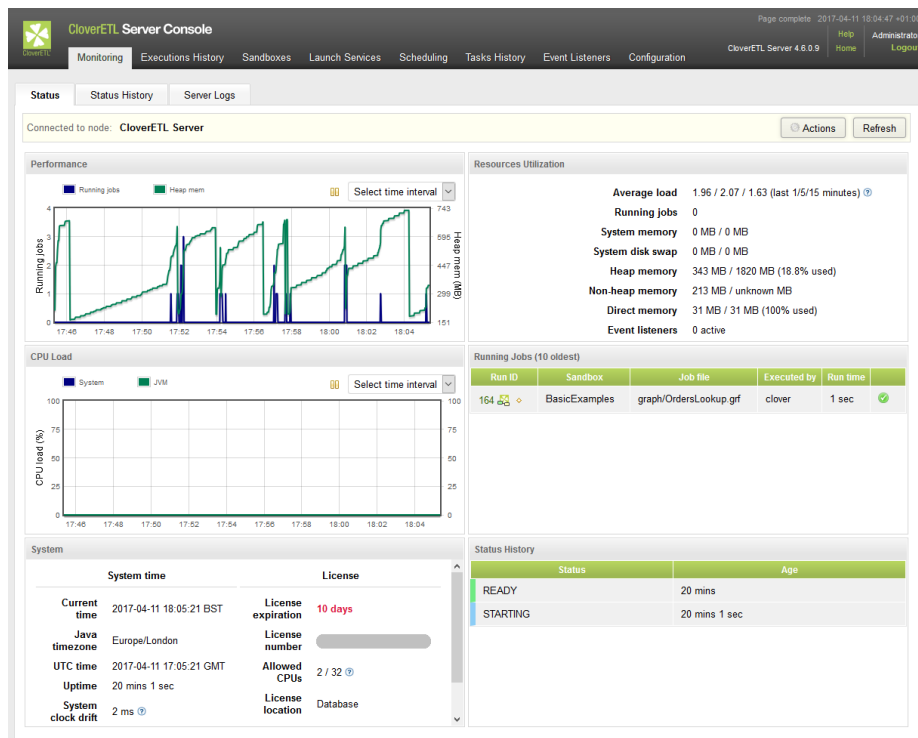 Page complete 2017-04-11 18:04:47 +01:00
CloverETL
CloverETL Server Console
CloverETL Server 4.6.0.9
Help
Home
Administrator
Logout
Monitoring Executions History Sandboxes Launch Services Scheduling Tasks History Event Listeners Configuration
Status Status History Server Logs
Connected to node: CloverETL Server
Actions Refresh
Performance
Running jobs Heap mem Select time interval
4 743
3 595
2 447
1 299
0 151
Running jobs
Heap mem (MB)
17:46 17:48 17:50 17:52 17:54 17:56 17:58 18:00 18:02 18:04
Resources Utilization
Average load 1.96 / 2.07 / 1.63 (last 1/5/15 minutes)
Running jobs 0
System memory 0 MB / 0 MB
System disk swap 0 MB / 0 MB
Heap memory 343 MB / 1820 MB (18.8% used)
Non-heap memory 213 MB / unknown MB
Direct memory 31 MB / 31 MB (100% used)
Event listeners 0 active
CPU Load
System JVM Select time interval
100 100
75 75
50 50
25 25
0 0
CPU load (%)
17:46 17:48 17:50 17:52 17:54 17:56 17:58 18:00 18:02 18:04
Running Jobs (10 oldest)
Run ID Sandbox Job file Executed by Run time
164 BasicExamples graph/OrdersLookup.grf clover 1 sec
System
System time
Current time 2017-04-11 18:05:21 BST
Java timezone Europe/London
UTC time 2017-04-11 17:05:21 GMT
Uptime 20 mins 1 sec
System clock drift 2 ms
License
License expiration 10 days
License number
Allowed CPUs 2 / 32
License location Database
Status History
Status Age
READY 20 mins
STARTING 20 mins 1 sec